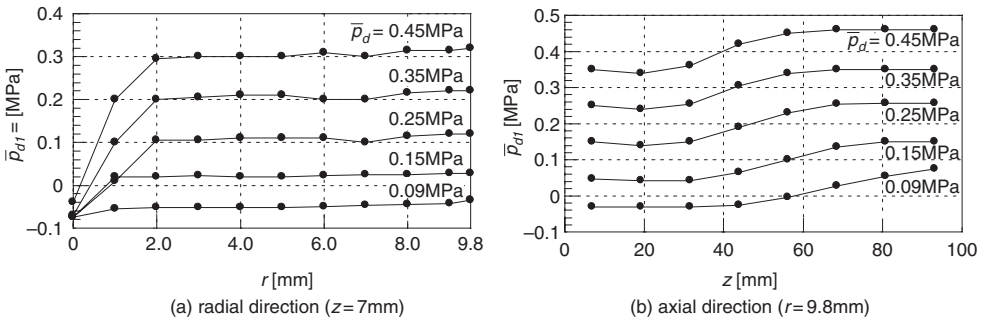 0.4
0.3
0.2
0.1
0
−0.1
p̅d1 = [MPa]
p̅d = 0.45MPa
0.35MPa
0.25MPa
0.15MPa
0.09MPa
0 2.0 4.0 6.0 8.0 9.8
r [mm]
(a) radial direction (z = 7mm)
0.5
0.4
0.3
0.2
0.1
0
−0.1
p̅d1 [MPa]
p̅d = 0.45MPa
0.35MPa
0.25MPa
0.15MPa
0.09MPa
0 20 40 60 80 100
z [mm]
(b) axial direction (r = 9.8mm)